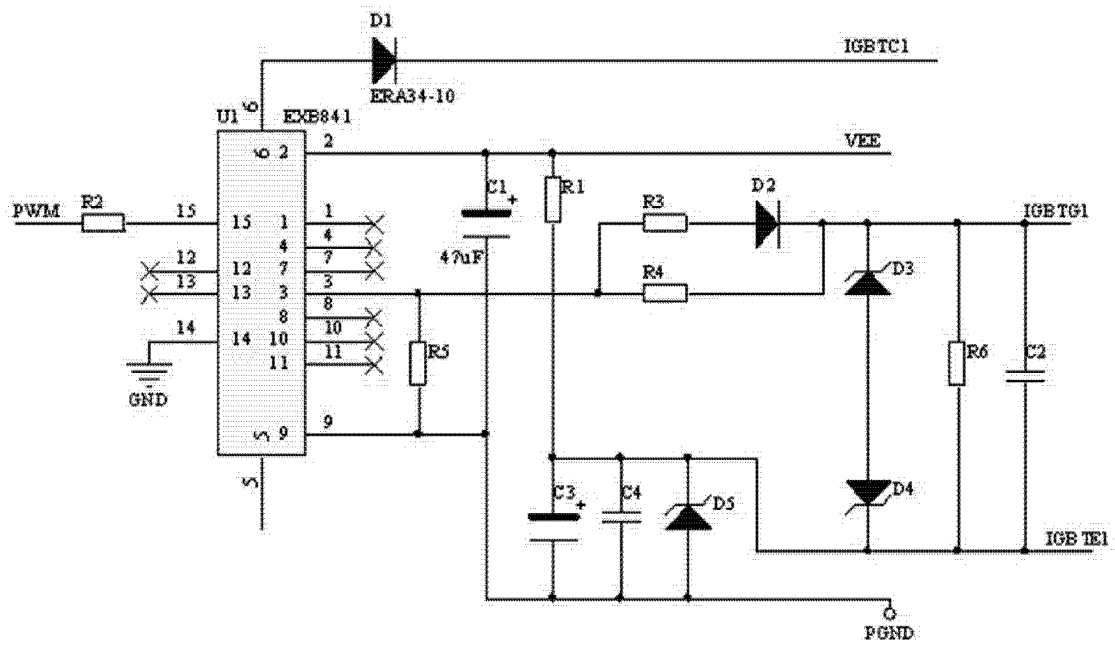 D1
IGBTC1
ERA34-10
6
U1 EXB841
2
6 2
VEE
C1 +
R1
D2
PWM R2 15
15 1
1
R3
IGBTG1
4
4
47uF
12
12 7
7
D3
13
13 3
3
R4
8
8
14
14 10
10
R5
R6
C2
11
11
GND
9
5 9
5
C3 +
C4
D5
D4
IGBTE1
PGND